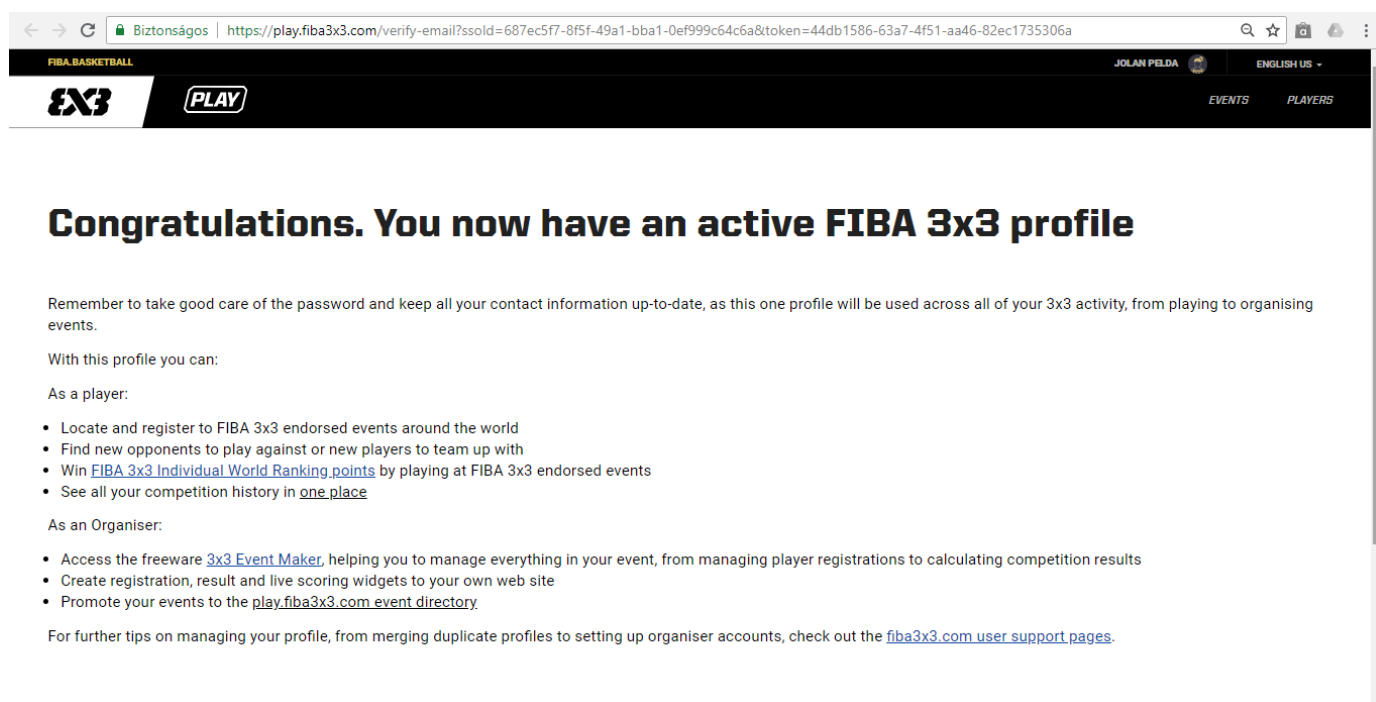 Biztonságos | https://play.fiba3x3.com/verify-email?ssoId=687ec5f7-8f5f-49a1-bba1-0ef999c64c6a&token=44db1586-63a7-4f51-aa46-82ec1735306a
FIBA.BASKETBALL JOLAN PELDA ENGLISH US
3X3 PLAY EVENTS PLAYERS
Congratulations. You now have an active FIBA 3x3 profile
Remember to take good care of the password and keep all your contact information up-to-date, as this one profile will be used across all of your 3x3 activity, from playing to organising
events.
With this profile you can:
As a player:
• Locate and register to FIBA 3x3 endorsed events around the world
• Find new opponents to play against or new players to team up with
• Win FIBA 3x3 Individual World Ranking points by playing at FIBA 3x3 endorsed events
• See all your competition history in one place
As an Organiser:
• Access the freeware 3x3 Event Maker, helping you to manage everything in your event, from managing player registrations to calculating competition results
• Create registration, result and live scoring widgets to your own web site
• Promote your events to the play.fiba3x3.com event directory
For further tips on managing your profile, from merging duplicate profiles to setting up organiser accounts, check out the fiba3x3.com user support pages.